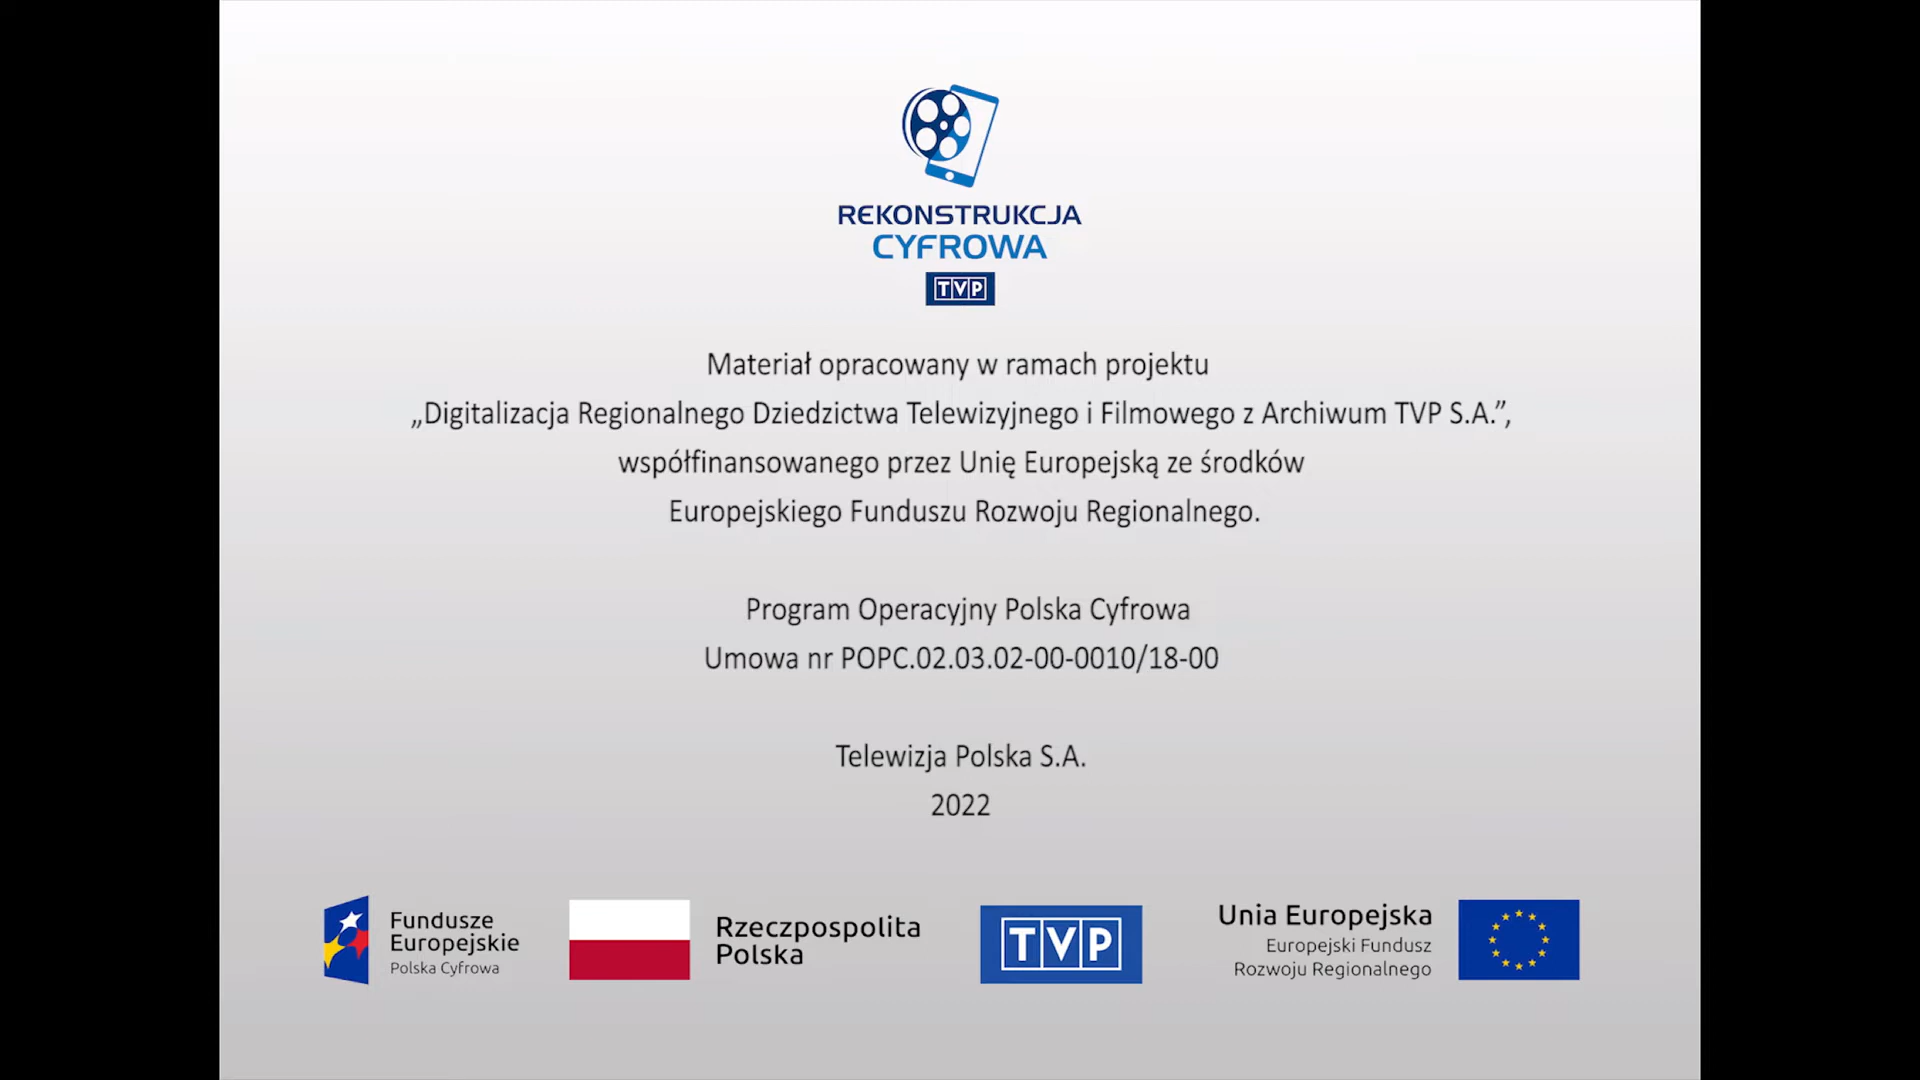 REKONSTRUKCJA
CYFROWA
TVP
Materiał opracowany w ramach projektu
„Digitalizacja Regionalnego Dziedzictwa Telewizyjnego i Filmowego z Archiwum TVP S.A.”,
współfinansowanego przez Unię Europejską ze środków
Europejskiego Funduszu Rozwoju Regionalnego.
Program Operacyjny Polska Cyfrowa
Umowa nr POPC.02.03.02-00-0010/18-00
Telewizja Polska S.A.
2022
Fundusze
Europejskie
Polska Cyfrowa
Rzeczpospolita
Polska
TVP
Unia Europejska
Europejski Fundusz
Rozwoju Regionalnego